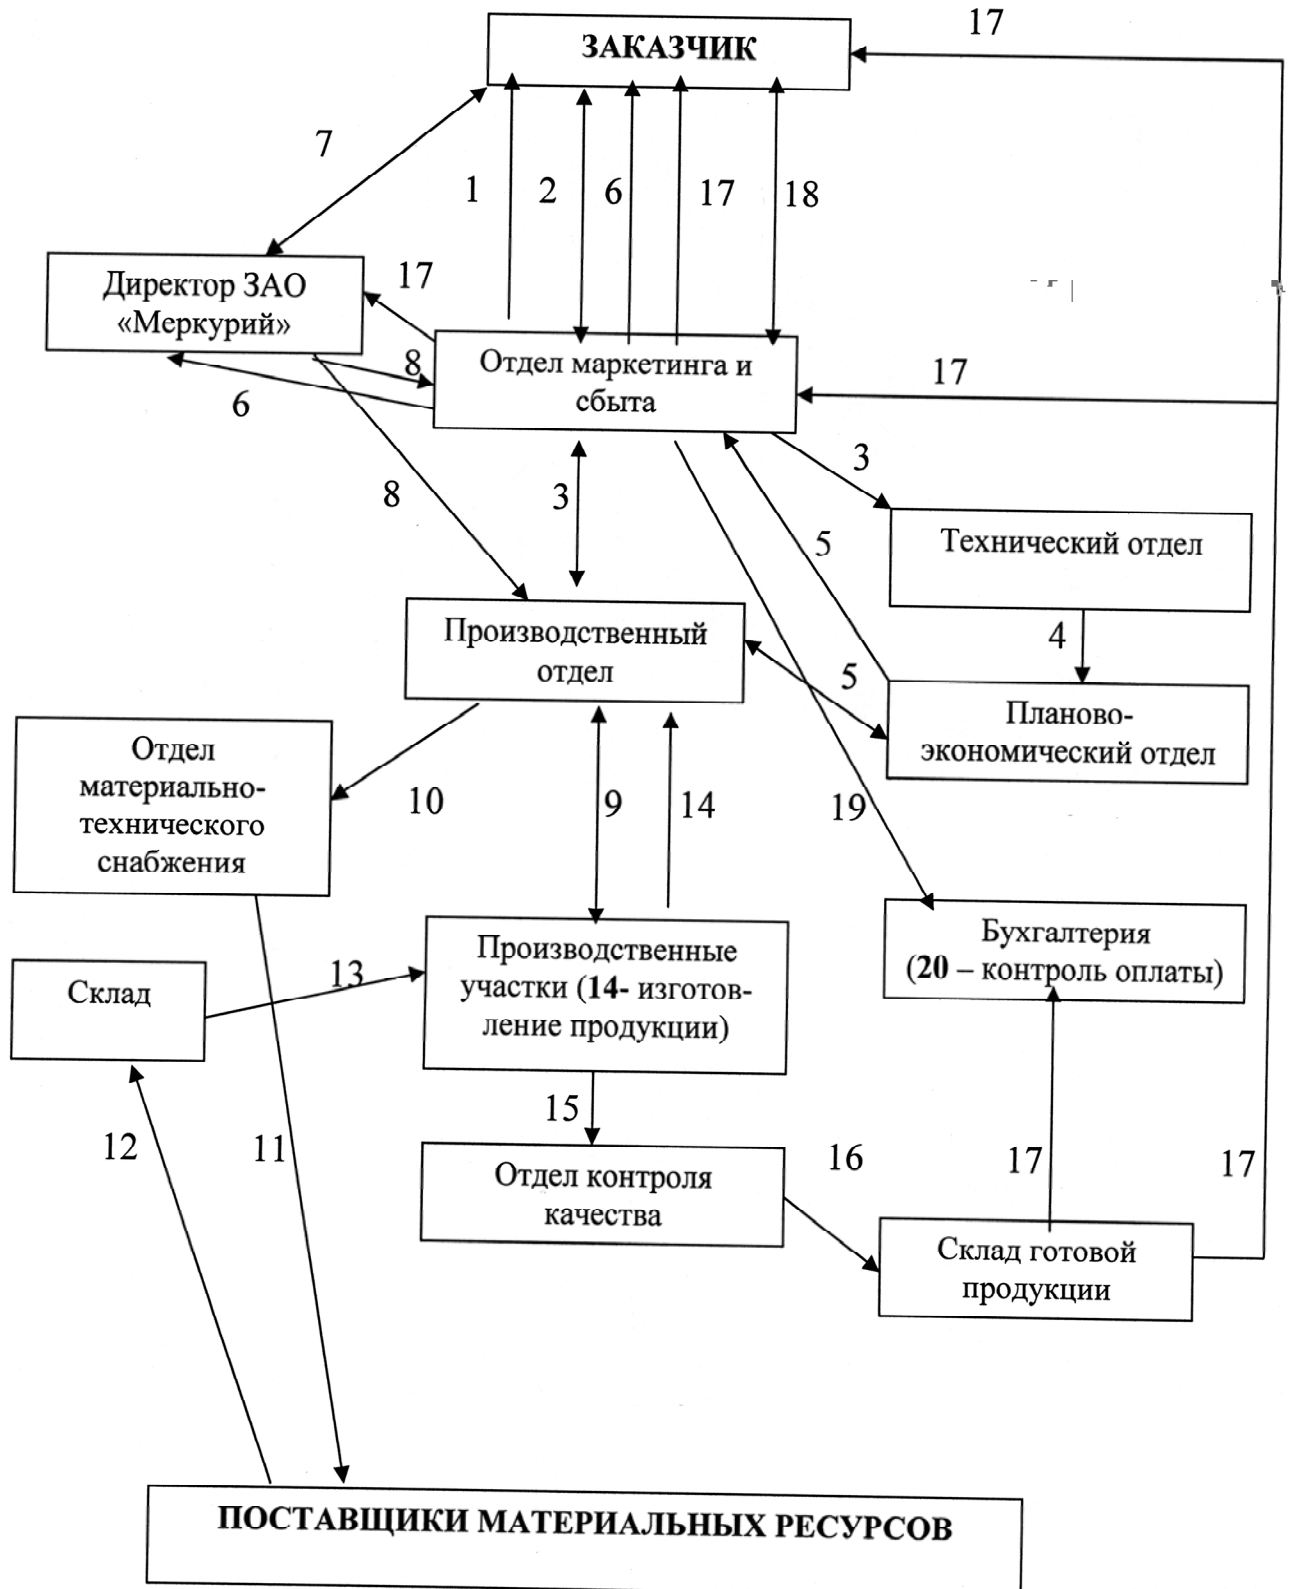 17
ЗАКАЗЧИК
7
1
2
6
17
18
Директор ЗАО
«Меркурий»
17
8
6
Отдел маркетинга и
сбыта
17
3
8
3
5
Технический отдел
4
Производственный
отдел
5
Планово-
экономический отдел
Отдел
материально-
технического
снабжения
10
9
14
19
Бухгалтерия
(20 – контроль оплаты)
Склад
13
Производственные
участки (14- изготов-
ление продукции)
15
12
11
16
17
17
Отдел контроля
качества
Склад готовой
продукции
ПОСТАВЩИКИ МАТЕРИАЛЬНЫХ РЕСУРСОВ